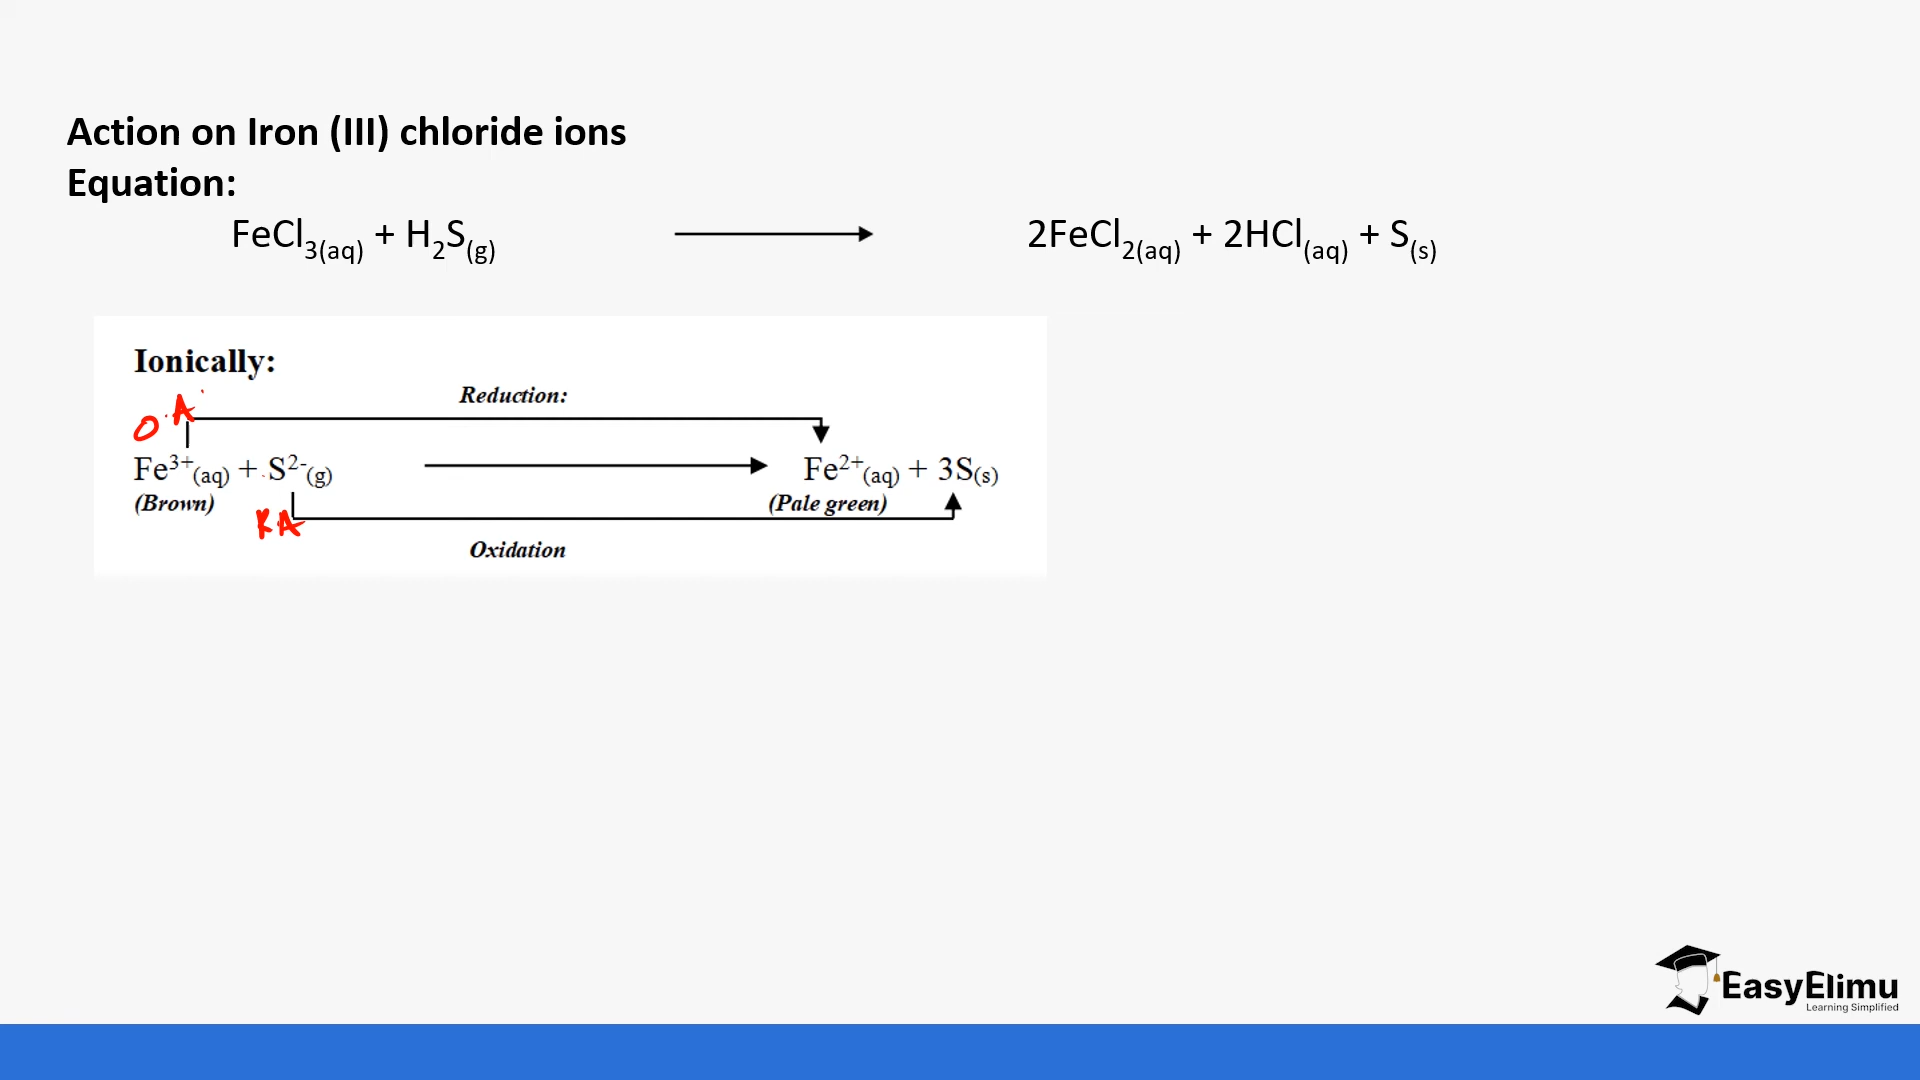 Action on Iron (III) chloride ions
Equation:
FeCl3(aq) + H2S(g) 2FeCl2(aq) + 2HCl(aq) + S(s)
Ionically:
Reduction:
O A
Fe³⁺(aq) + S²⁻(g) Fe²⁺(aq) + 3S(s)
(Brown) (Pale green)
RA
Oxidation
EasyElimu
Learning Simplified